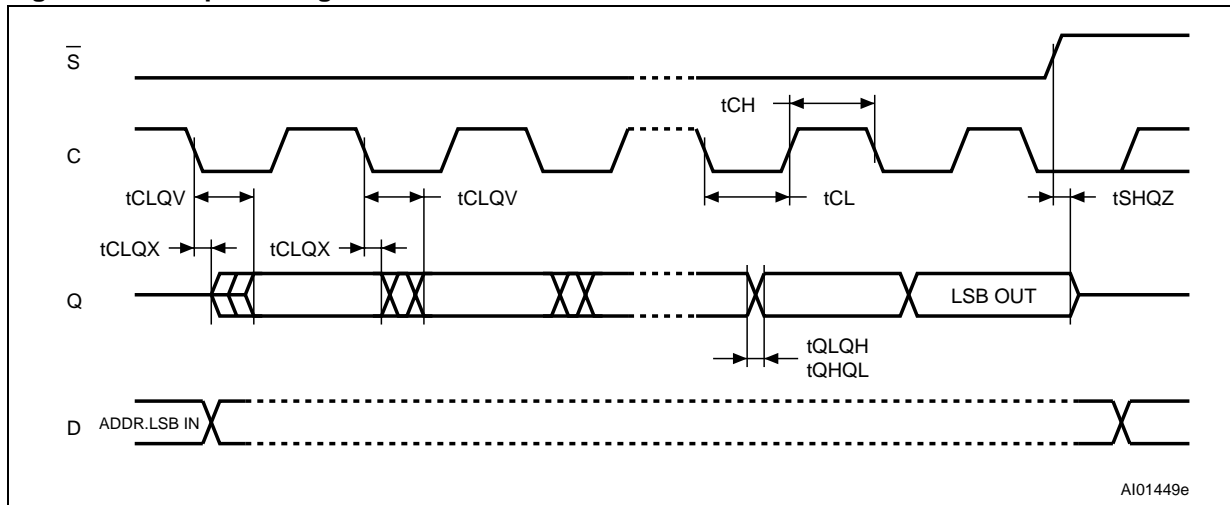 S
tCH
C
tCLQV
tCLQV
tCL
tSHQZ
tCLQX
tCLQX
Q
LSB OUT
tQLQH
tQHQL
D
ADDR.LSB IN
AI01449e